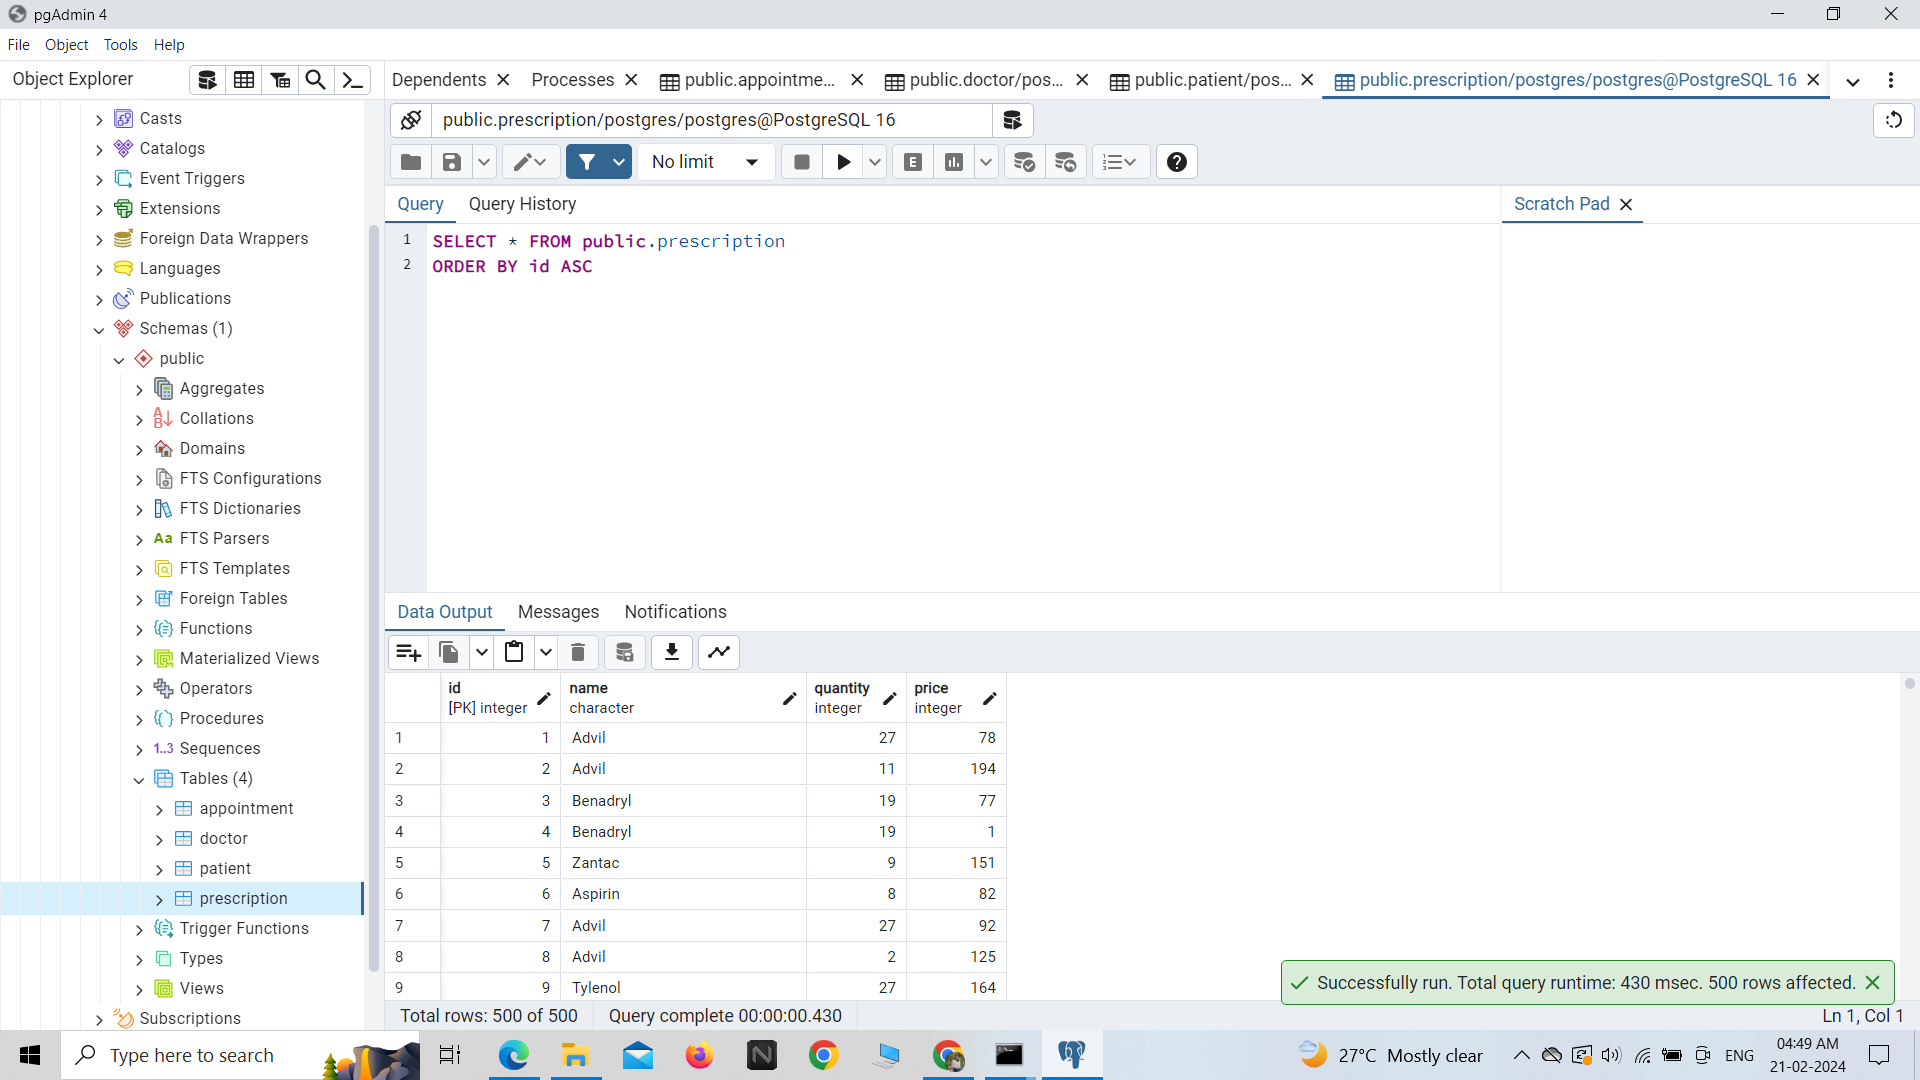 pgAdmin 4
File Object Tools Help
Object Explorer
Dependents Processes public.appointme... public.doctor/pos... public.patient/pos... public.prescription/postgres/postgres@PostgreSQL 16
public.prescription/postgres/postgres@PostgreSQL 16
No limit
E
Query Query History
Scratch Pad
1 SELECT * FROM public.prescription
2 ORDER BY id ASC
Casts
Catalogs
Event Triggers
Extensions
Foreign Data Wrappers
Languages
Publications
Schemas (1)
public
Aggregates
Collations
Domains
FTS Configurations
FTS Dictionaries
Aa FTS Parsers
FTS Templates
Foreign Tables
Functions
Materialized Views
Operators
Procedures
1..3 Sequences
Tables (4)
appointment
doctor
patient
prescription
Trigger Functions
Types
Views
Subscriptions
Data Output Messages Notifications
id name quantity price
[PK] integer character integer integer
1 1 Advil 27 78
2 2 Advil 11 194
3 3 Benadryl 19 77
4 4 Benadryl 19 1
5 5 Zantac 9 151
6 6 Aspirin 8 82
7 7 Advil 27 92
8 8 Advil 2 125
9 9 Tylenol 27 164
Successfully run. Total query runtime: 430 msec. 500 rows affected.
Total rows: 500 of 500 Query complete 00:00:00.430 Ln 1, Col 1
Type here to search
27°C Mostly clear
ENG
04:49 AM
21-02-2024